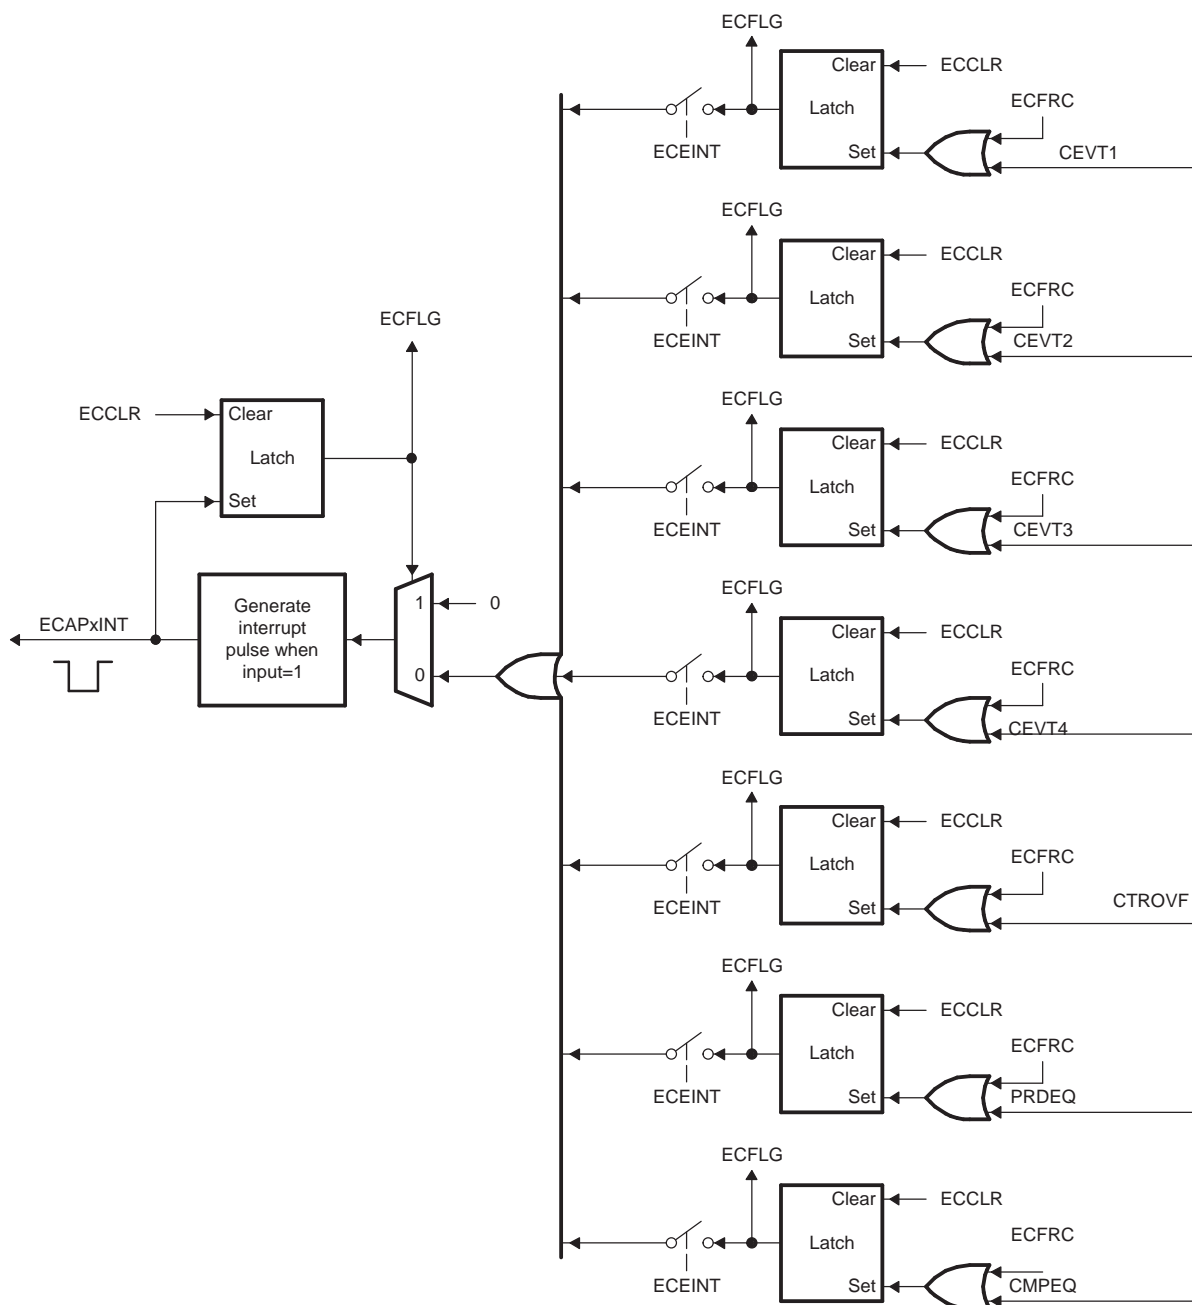 ECFLG
Clear
ECCLR
Latch
ECFRC
Set
CEVT1
ECEINT
ECFLG
Clear
ECCLR
Latch
ECFRC
Set
CEVT2
ECEINT
ECFLG
Clear
ECCLR
Latch
ECFRC
Set
CEVT3
ECEINT
ECFLG
Clear
ECCLR
Latch
ECFRC
Set
CEVT4
ECEINT
ECFLG
Clear
ECCLR
Latch
ECFRC
Set
CTROVF
ECEINT
ECFLG
Clear
ECCLR
Latch
ECFRC
Set
PRDEQ
ECEINT
ECFLG
Clear
ECCLR
Latch
ECFRC
Set
CMPEQ
ECEINT
ECFLG
ECCLR
Clear
Latch
Set
ECAPxINT
Generate
interrupt
pulse when
input=1
1
0
0